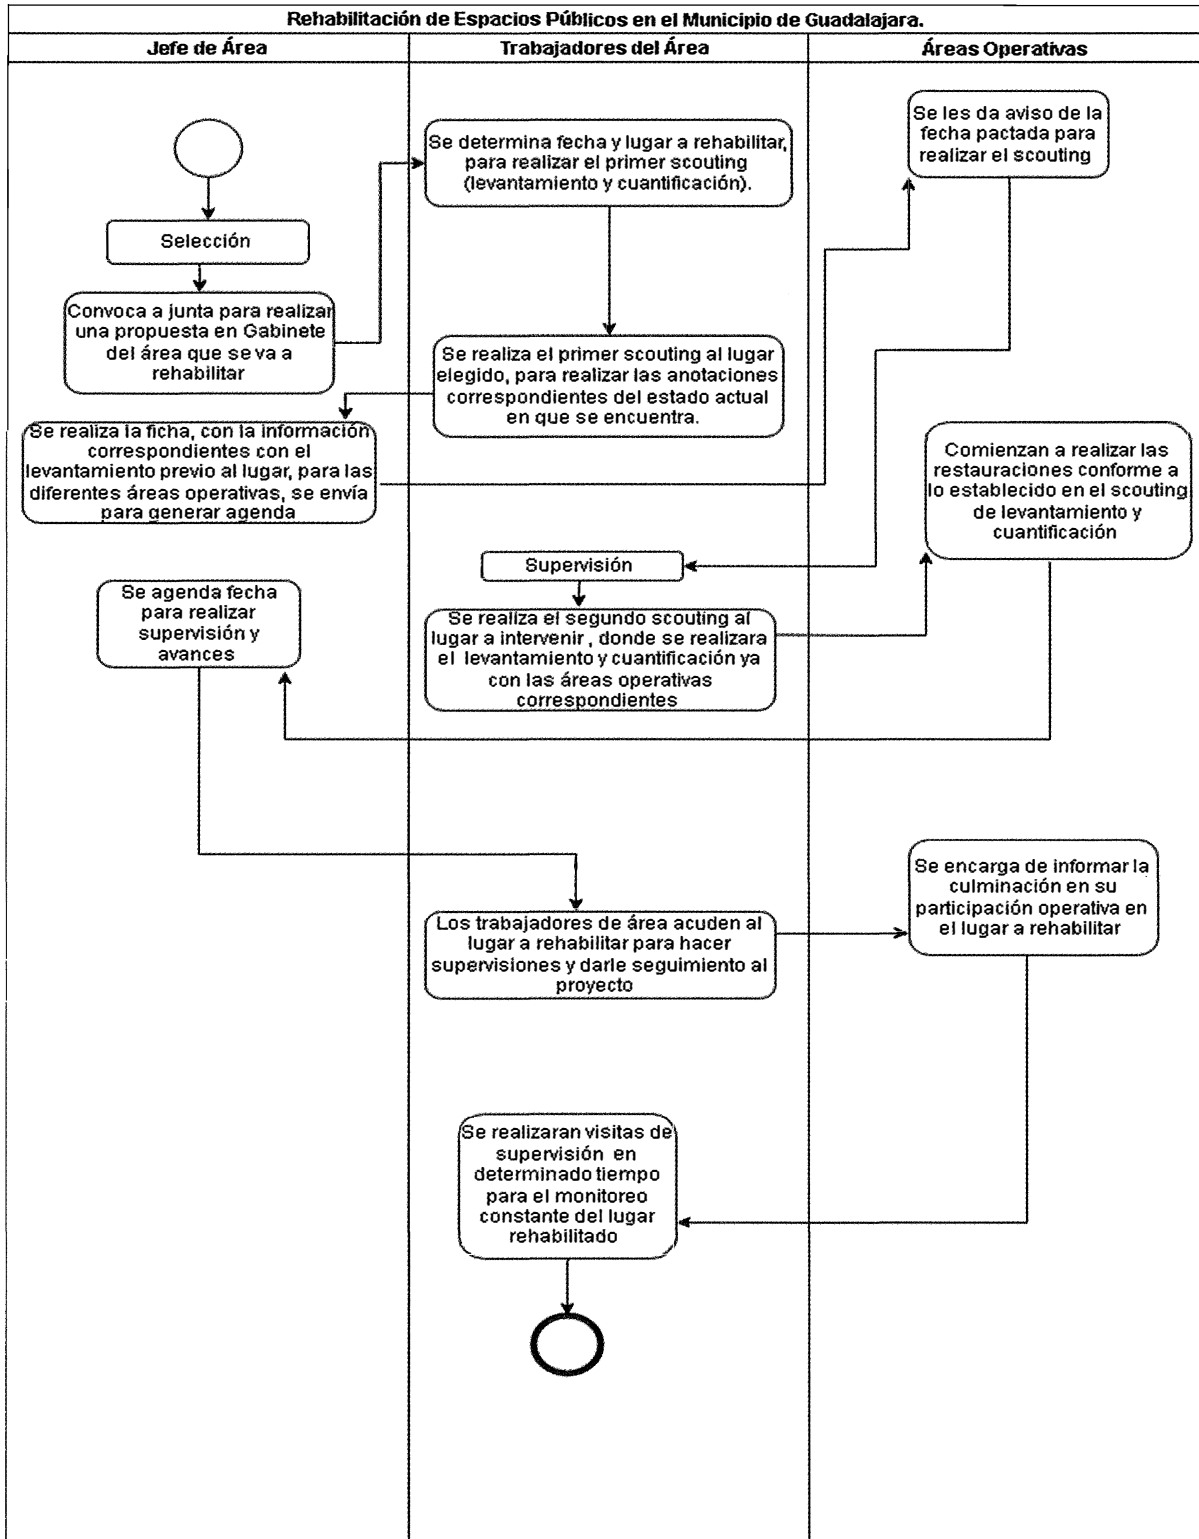 Rehabilitación de Espacios Públicos en el Municipio de Guadalajara.
Jefe de Área
Trabajadores del Área
Áreas Operativas
Selección
Convoca a junta para realizar
una propuesta en Gabinete
del área que se va a
rehabilitar
Se determina fecha y lugar a rehabilitar,
para realizar el primer scouting
(levantamiento y cuantificación).
Se realiza el primer scouting al lugar
elegido, para realizar las anotaciones
correspondientes del estado actual
en que se encuentra.
Se realiza la ficha, con la información
correspondientes con el
levantamiento previo al lugar, para las
diferentes áreas operativas, se envía
para generar agenda
Se les da aviso de la
fecha pactada para
realizar el scouting
Supervisión
Se realiza el segundo scouting al
lugar a intervenir , donde se realizara
el levantamiento y cuantificación ya
con las áreas operativas
correspondientes
Comienzan a realizar las
restauraciones conforme a
lo establecido en el scouting
de levantamiento y
cuantificación
Se agenda fecha
para realizar
supervisión y
avances
Los trabajadores de área acuden al
lugar a rehabilitar para hacer
supervisiones y darle seguimiento al
proyecto
Se encarga de informar la
culminación en su
participación operativa en
el lugar a rehabilitar
Se realizaran visitas de
supervisión en
determinado tiempo
para el monitoreo
constante del lugar
rehabilitado